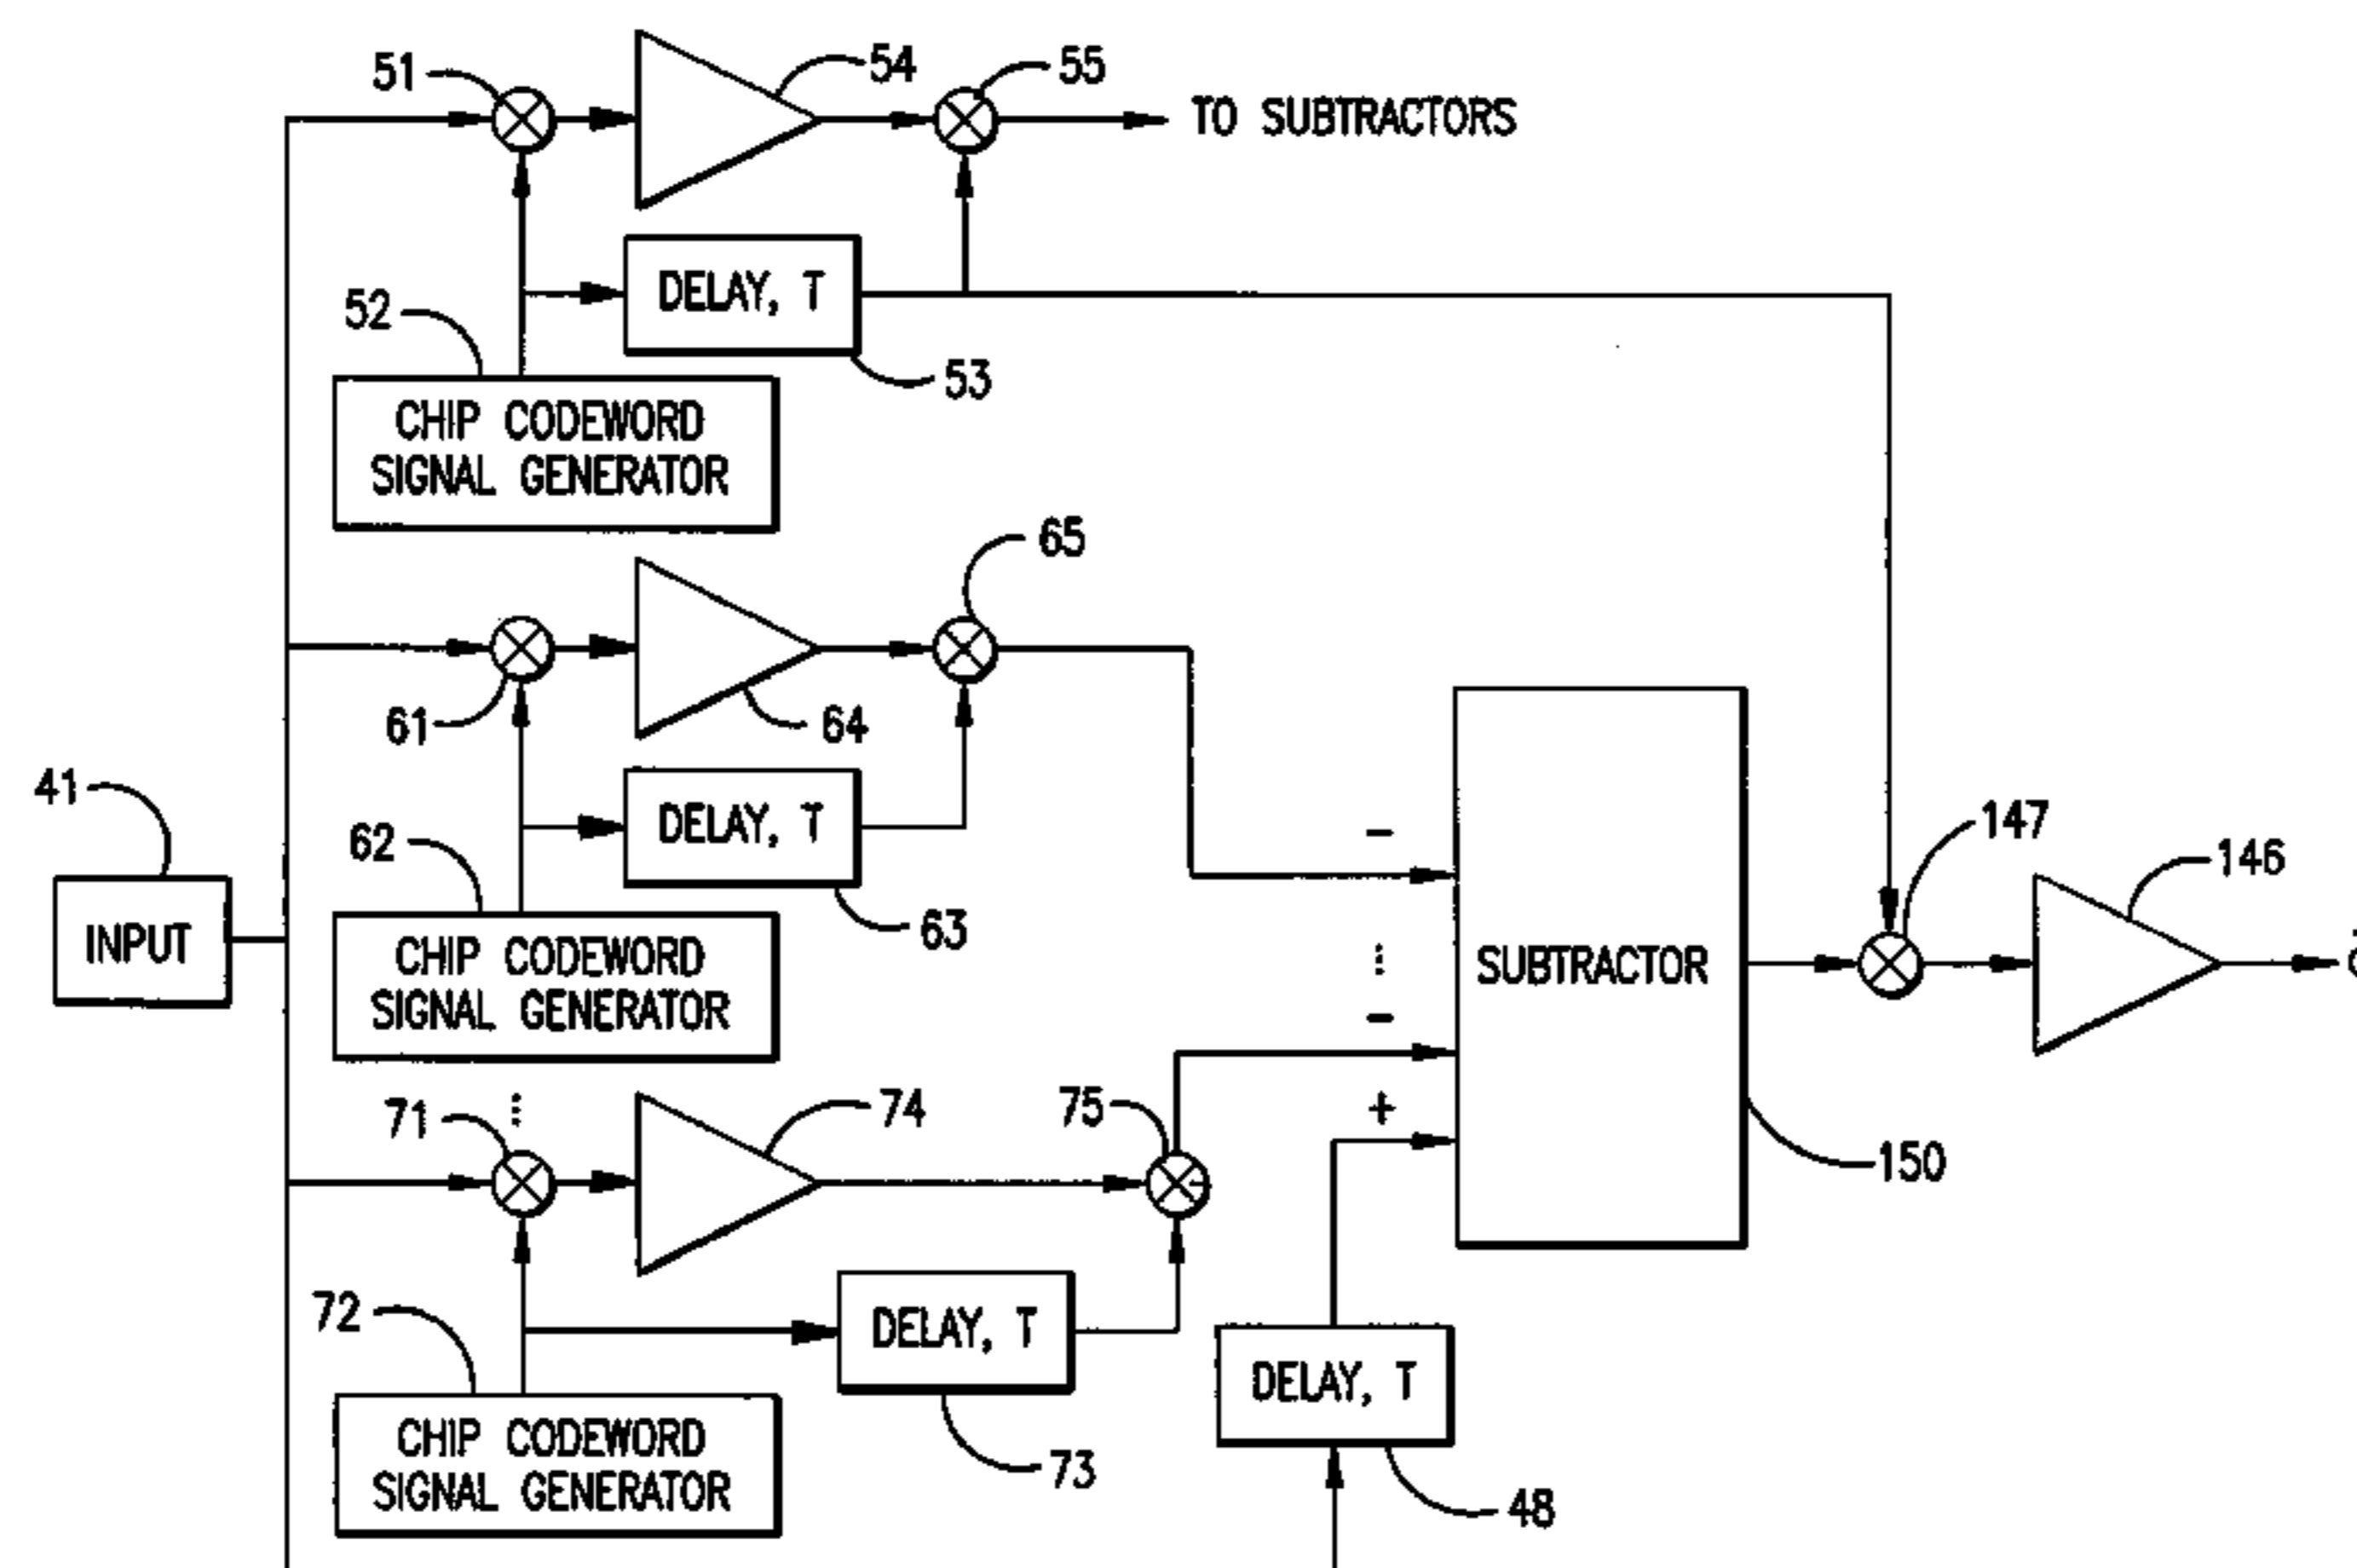 51
54
55
TO SUBTRACTORS
52
DELAY, T
53
CHIP CODEWORD
SIGNAL GENERATOR
65
61
64
41
62
DELAY, T
63
INPUT
CHIP CODEWORD
SIGNAL GENERATOR
-
⋮
-
+
SUBTRACTOR
147
146
150
71
⋮
74
75
72
DELAY, T
73
CHIP CODEWORD
SIGNAL GENERATOR
DELAY, T
48